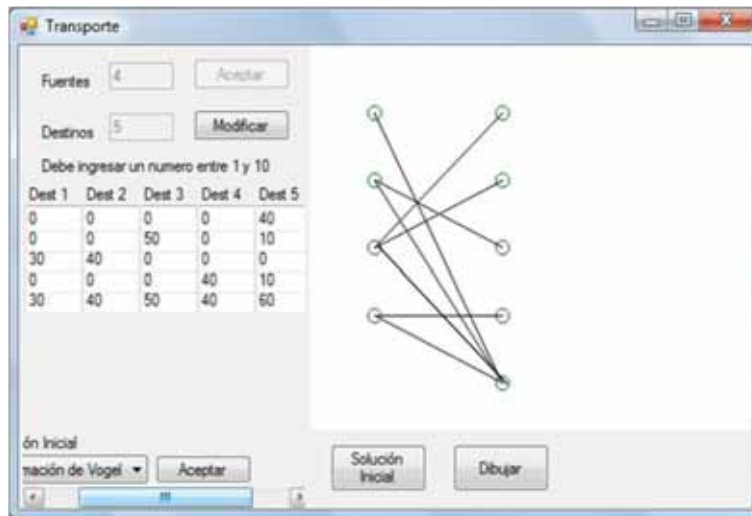 Transporte
Fuentes 4 Aceptar
Destinos 5 Modificar
Debe ingresar un numero entre 1 y 10
Dest 1 Dest 2 Dest 3 Dest 4 Dest 5
0 0 0 0 40
0 0 50 0 10
30 40 0 0 0
0 0 0 40 10
30 40 50 40 60
ón Inicial
mación de Vogel Aceptar
Solución
Inicial
Dibujar